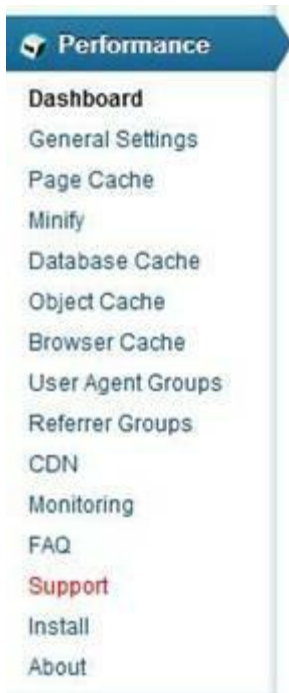 Performance
Dashboard
General Settings
Page Cache
Minify
Database Cache
Object Cache
Browser Cache
User Agent Groups
Referrer Groups
CDN
Monitoring
FAQ
Support
Install
About